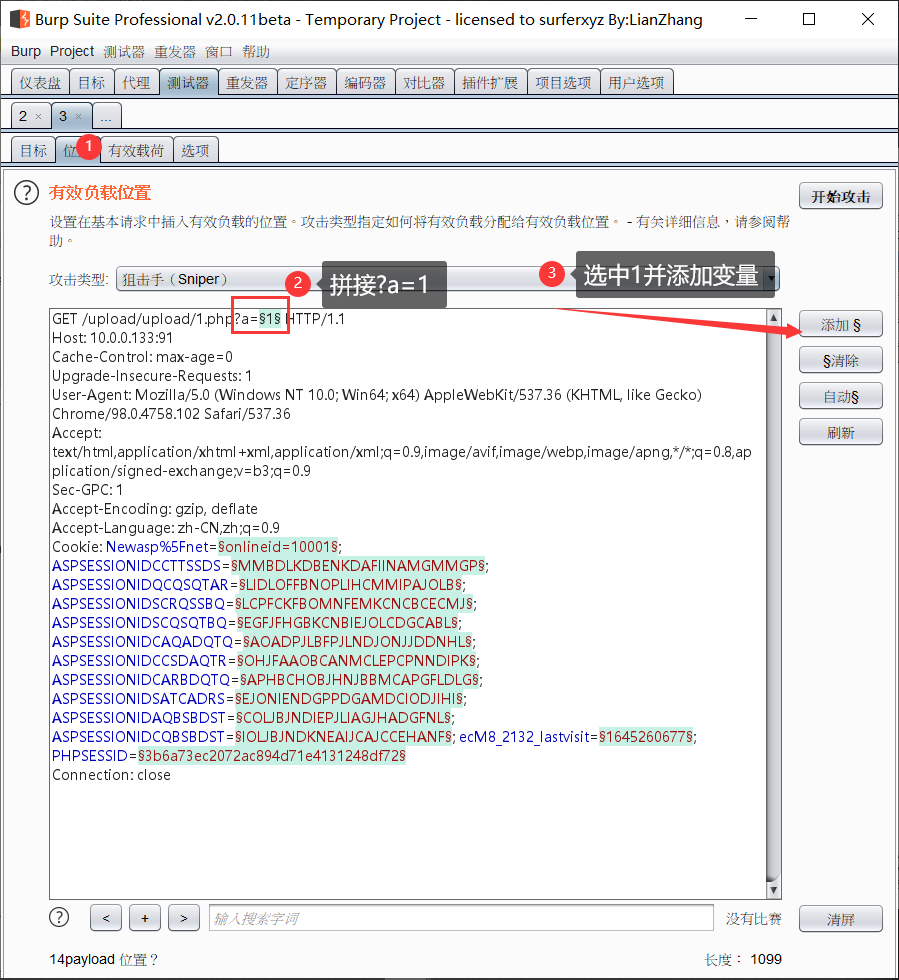 Burp Suite Professional v2.0.11beta - Temporary Project - licensed to surferxyz By:LianZhang
Burp Project 测试器 重发器 窗口 帮助
仪表盘 目标 代理 测试器 重发器 定序器 编码器 对比器 插件扩展 项目选项 用户选项
2 × 3 × ...
目标 位 1 有效载荷 选项
? 有效负载位置 开始攻击
设置在基本请求中插入有效负载的位置。攻击类型指定如何将有效负载分配给有效负载位置。 - 有关详细信息，请参阅帮
助。
攻击类型: 狙击手（Sniper） 2 拼接?a=1 3 选中1并添加变量
GET /upload/upload/1.php?a=§1§ HTTP/1.1 添加 §
Host: 10.0.0.133:91
Cache-Control: max-age=0 §清除
Upgrade-Insecure-Requests: 1
User-Agent: Mozilla/5.0 (Windows NT 10.0; Win64; x64) AppleWebKit/537.36 (KHTML, like Gecko) 自动§
Chrome/98.0.4758.102 Safari/537.36
Accept: 刷新
text/html,application/xhtml+xml,application/xml;q=0.9,image/avif,image/webp,image/apng,*/*;q=0.8,ap
plication/signed-exchange;v=b3;q=0.9
Sec-GPC: 1
Accept-Encoding: gzip, deflate
Accept-Language: zh-CN,zh;q=0.9
Cookie: Newasp%5Fnet=§onlineid=10001§;
ASPSESSIONIDCCTTSSDS=§MMBDLKDBENKDAFIINAMGMMGP§;
ASPSESSIONIDQCQSQTAR=§LIDLOFFBNOPLIHCMMIPAJOLB§;
ASPSESSIONIDSCRQSSBQ=§LCPFCKFBOMNFEMKCNCBCECMJ§;
ASPSESSIONIDSCQSQTBQ=§EGFJFHGBKCNBIEJOLCDGCABL§;
ASPSESSIONIDCAQADQTQ=§AOADPJLBFPJLNDJONJJDDNHL§;
ASPSESSIONIDCCSDAQTR=§OHJFAAOBCANMCLEPCPNNDIPK§;
ASPSESSIONIDCARBDQTQ=§APHBCHOBJHNJBBMCAPGFLDLG§;
ASPSESSIONIDSATCADRS=§EJONIENDGPPDGAMDCIODJIHI§;
ASPSESSIONIDAQBSBDST=§COLJBJNDIEPJLIAGJHADGFNL§;
ASPSESSIONIDCQBSBDST=§IOLJBJNDKNEAIJCAJCCEHANF§; ecM8_2132_lastvisit=§1645260677§;
PHPSESSID=§3b6a73ec2072ac894d71e4131248df72§
Connection: close
? < + > 输入搜索字词 没有比赛 清屏
14payload 位置？ 长度： 1099